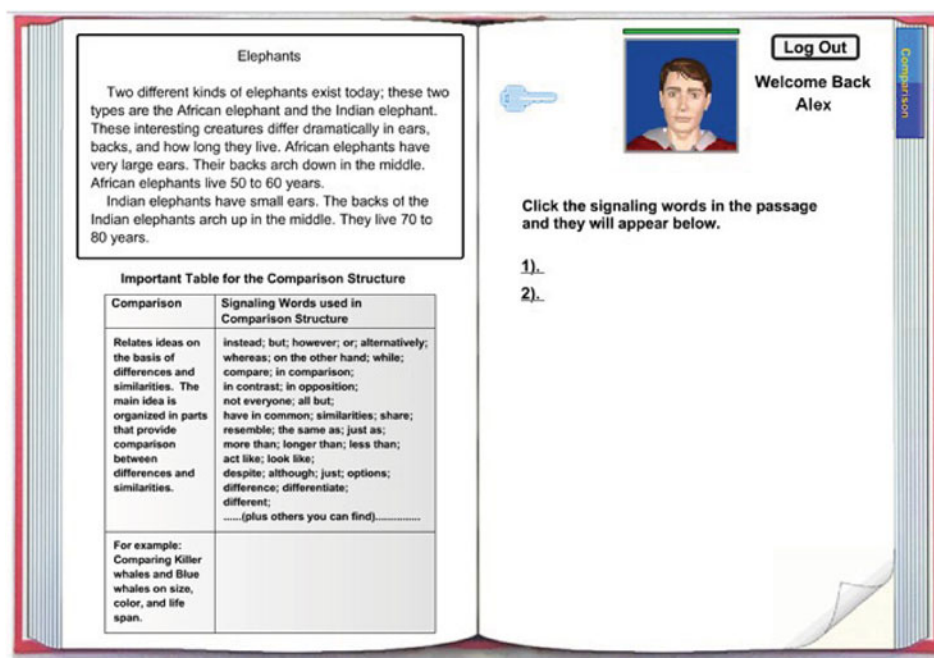 Elephants
Two different kinds of elephants exist today; these two
types are the African elephant and the Indian elephant.
These interesting creatures differ dramatically in ears,
backs, and how long they live. African elephants have
very large ears. Their backs arch down in the middle.
African elephants live 50 to 60 years.
Indian elephants have small ears. The backs of the
Indian elephants arch up in the middle. They live 70 to
80 years.
Important Table for the Comparison Structure
Comparison
Signaling Words used in
Comparison Structure
Relates ideas on
the basis of
differences and
similarities. The
main idea is
organized in parts
that provide
comparison
between
differences and
similarities.
instead; but; however; or; alternatively;
whereas; on the other hand; while;
compare; in comparison;
in contrast; in opposition;
not everyone; all but;
have in common; similarities; share;
resemble; the same as; just as;
more than; longer than; less than;
act like; look like;
despite; although; just; options;
difference; differentiate;
different;
......(plus others you can find)...............
For example:
Comparing Killer
whales and Blue
whales on size,
color, and life
span.
Log Out
Welcome Back
Alex
Comparison
Click the signaling words in the passage
and they will appear below.
1).
2).